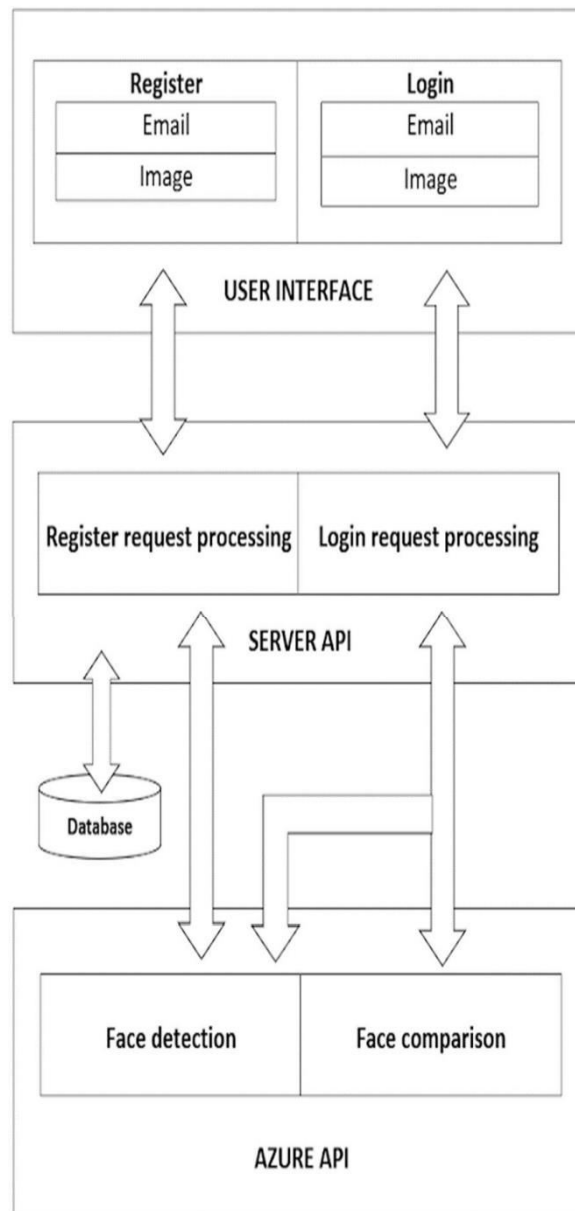 Register
Login
Email
Email
Image
Image
USER INTERFACE
Register request processing
Login request processing
SERVER API
Database
Face detection
Face comparison
AZURE API